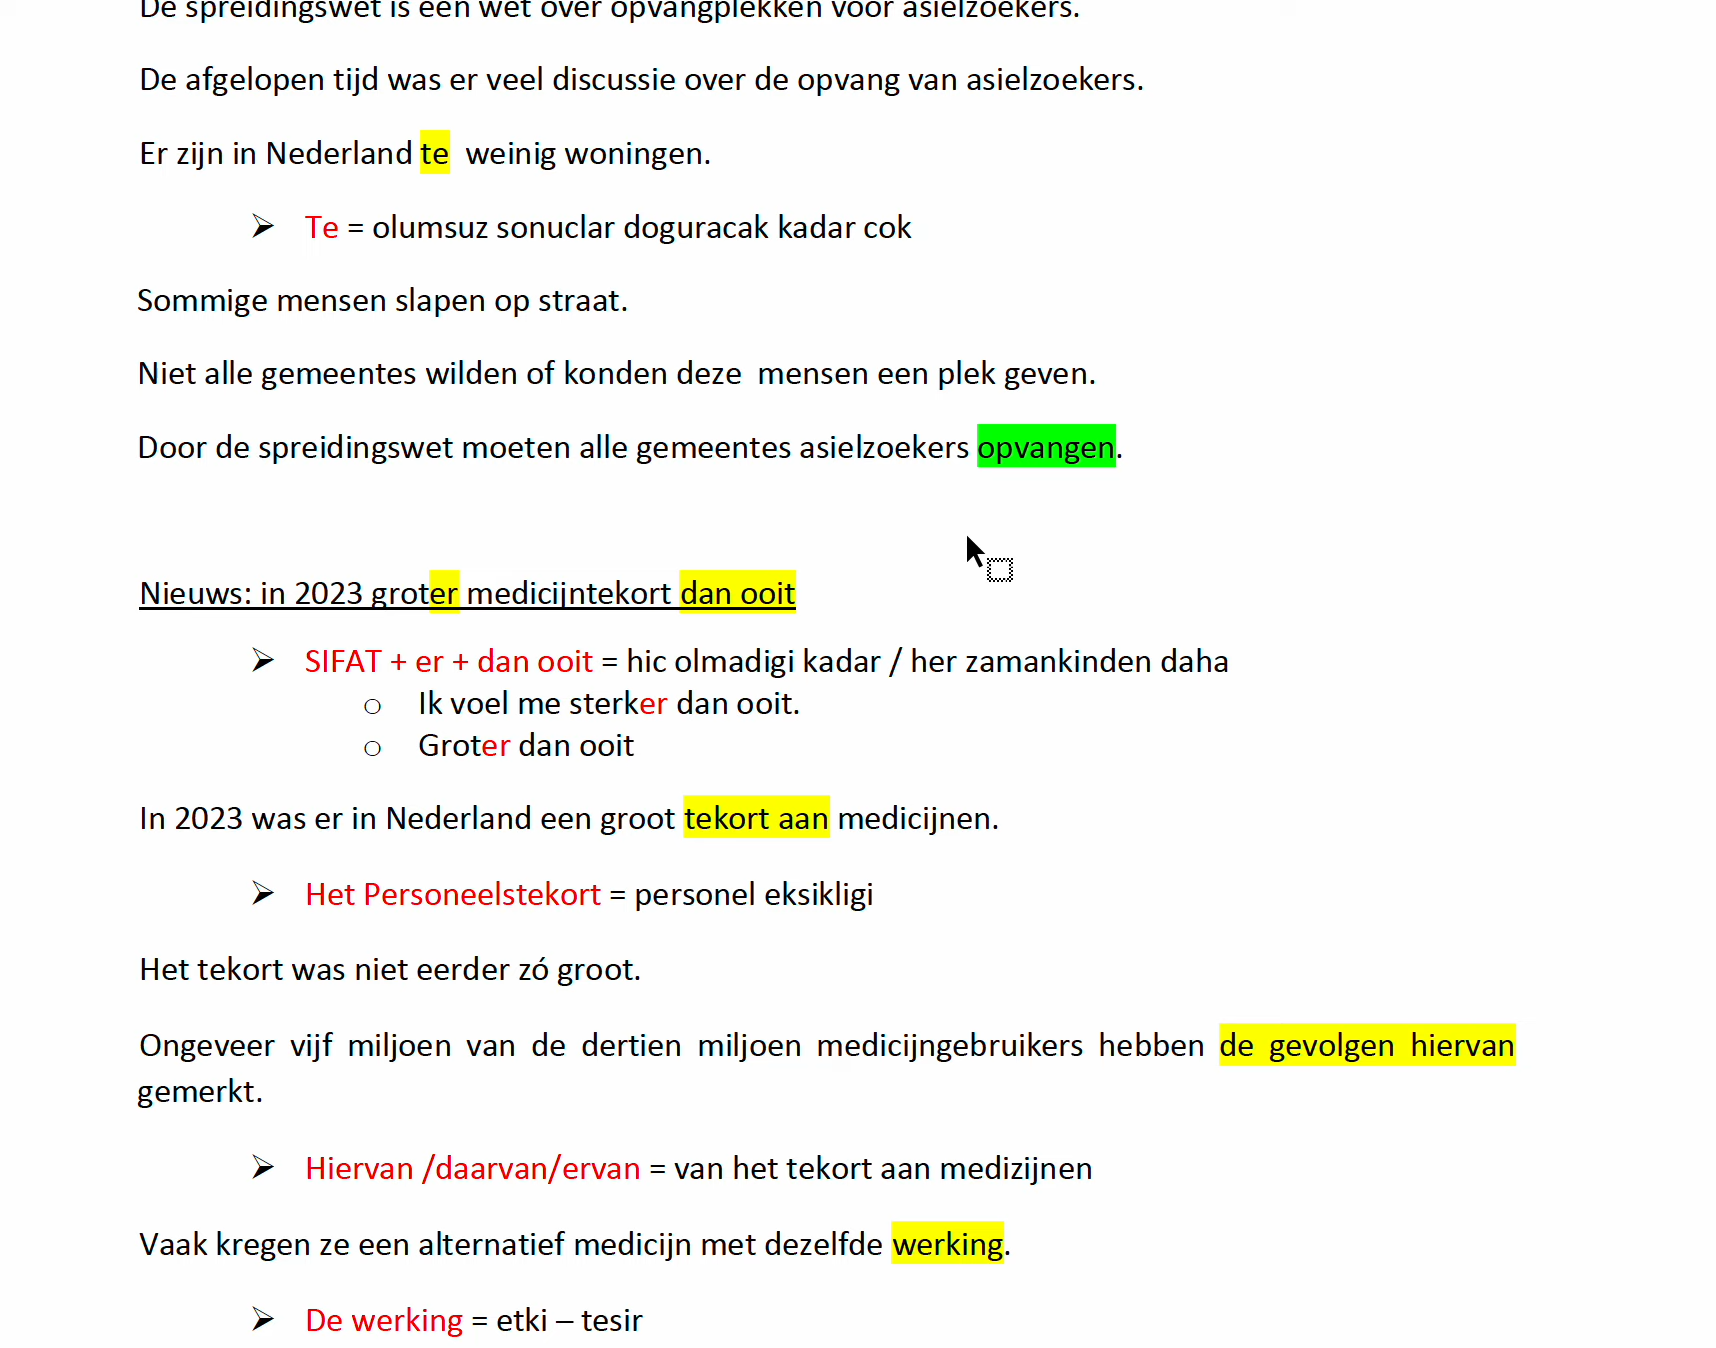 De spreidingswet is een wet over opvangplekken voor asielzoekers.
De afgelopen tijd was er veel discussie over de opvang van asielzoekers.
Er zijn in Nederland te  weinig woningen.
➢ Te = olumsuz sonuclar doguracak kadar cok
Sommige mensen slapen op straat.
Niet alle gemeentes wilden of konden deze  mensen een plek geven.
Door de spreidingswet moeten alle gemeentes asielzoekers opvangen.
Nieuws: in 2023 groter medicijntekort dan ooit
➢ SIFAT + er + dan ooit = hic olmadigi kadar / her zamankinden daha
○ Ik voel me sterker dan ooit.
○ Groter dan ooit
In 2023 was er in Nederland een groot tekort aan medicijnen.
➢ Het Personeelstekort = personel eksikligi
Het tekort was niet eerder zó groot.
Ongeveer vijf miljoen van de dertien miljoen medicijngebruikers hebben de gevolgen hiervan
gemerkt.
➢ Hiervan /daarvan/ervan = van het tekort aan medizijnen
Vaak kregen ze een alternatief medicijn met dezelfde werking.
➢ De werking = etki – tesir